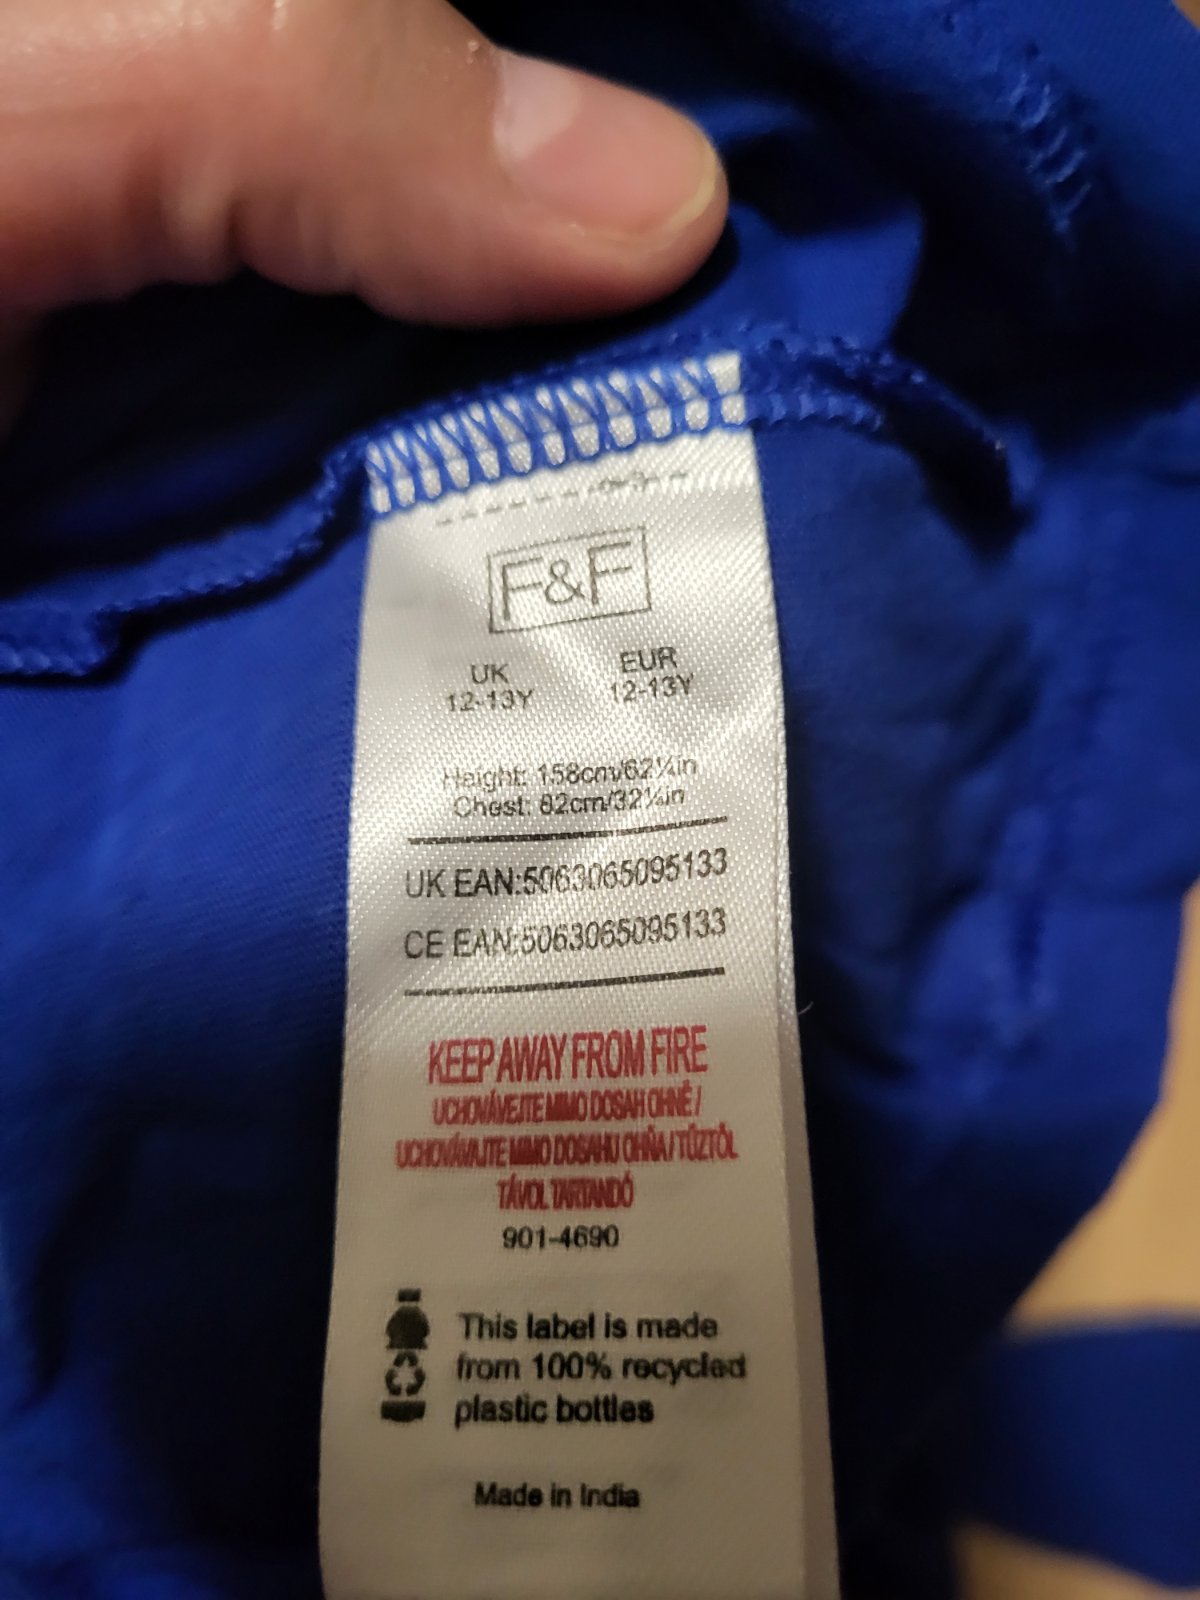 F&F
UK EUR
12-13Y 12-13Y
Height: 158cm/62¼in
Chest: 82cm/32¼in
UK EAN:5063065095133
CE EAN:5063065095133
KEEP AWAY FROM FIRE
UCHOVÁVEJTE MIMO DOSAH OHNĚ /
UCHOVÁVAJTE MIMO DOSAHU OHŇA / TŰZTŐL
TÁVOL TARTANDÓ
901-4690
This label is made
from 100% recycled
plastic bottles
Made in India